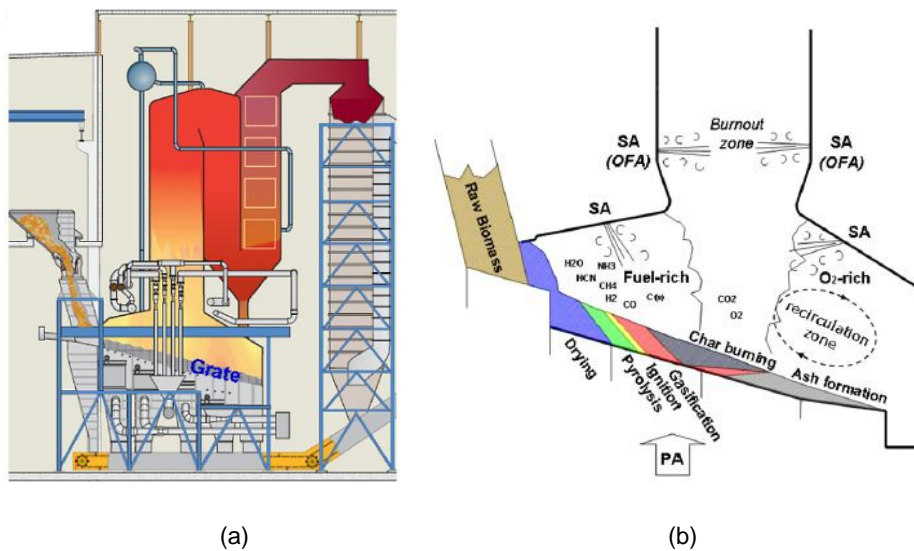 Grate
(a)
Burnout
zone
SA
(OFA)
SA
(OFA)
Raw Biomass
SA
SA
H2O
NH3
HCN
CH4
H2
CO
C(s)
Fuel-rich
CO2
O2
O2-rich
recirculation
zone
Char burning
Ash formation
Drying
Pyrolysis
Ignition
Gasification
PA
(b)